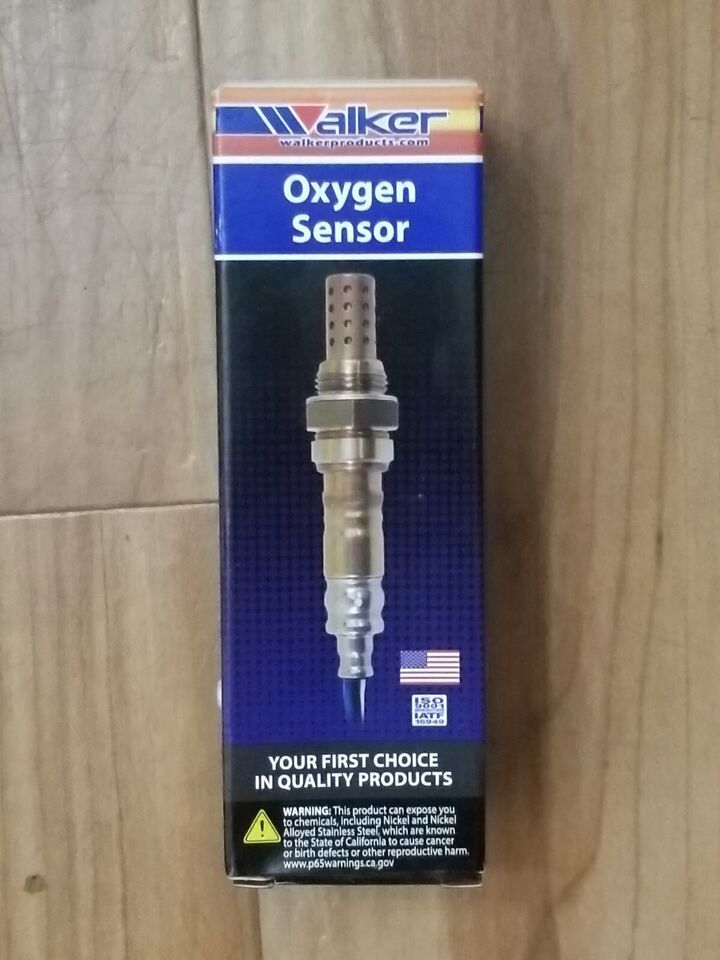 Walker
walkerproducts.com
Oxygen
Sensor
ISO
9001
IATF
16949
YOUR FIRST CHOICE
IN QUALITY PRODUCTS
WARNING: This product can expose you
to chemicals, including Nickel and Nickel
Alloyed Stainless Steel, which are known
to the State of California to cause cancer
or birth defects or other reproductive harm.
www.p65warnings.ca.gov